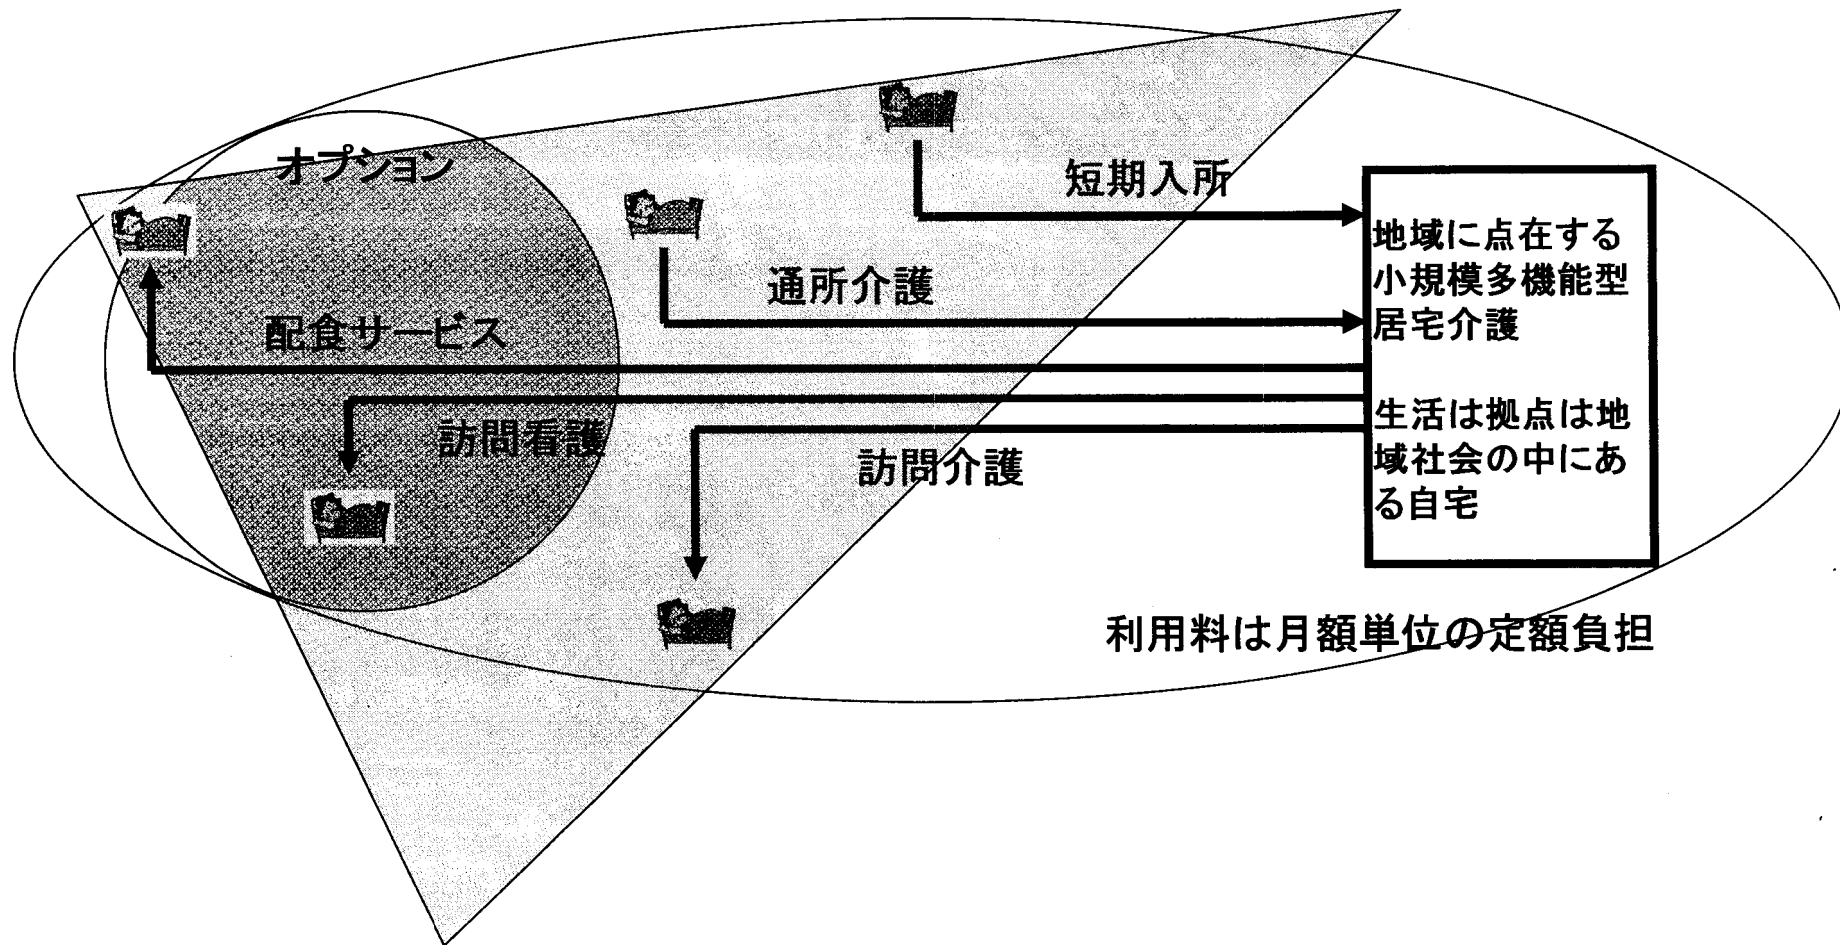 オプション
短期入所
通所介護
配食サービス
訪問看護
訪問介護
地域に点在する
小規模多機能型
居宅介護
生活は拠点は地
域社会の中にあ
る自宅
利用料は月額単位の定額負担